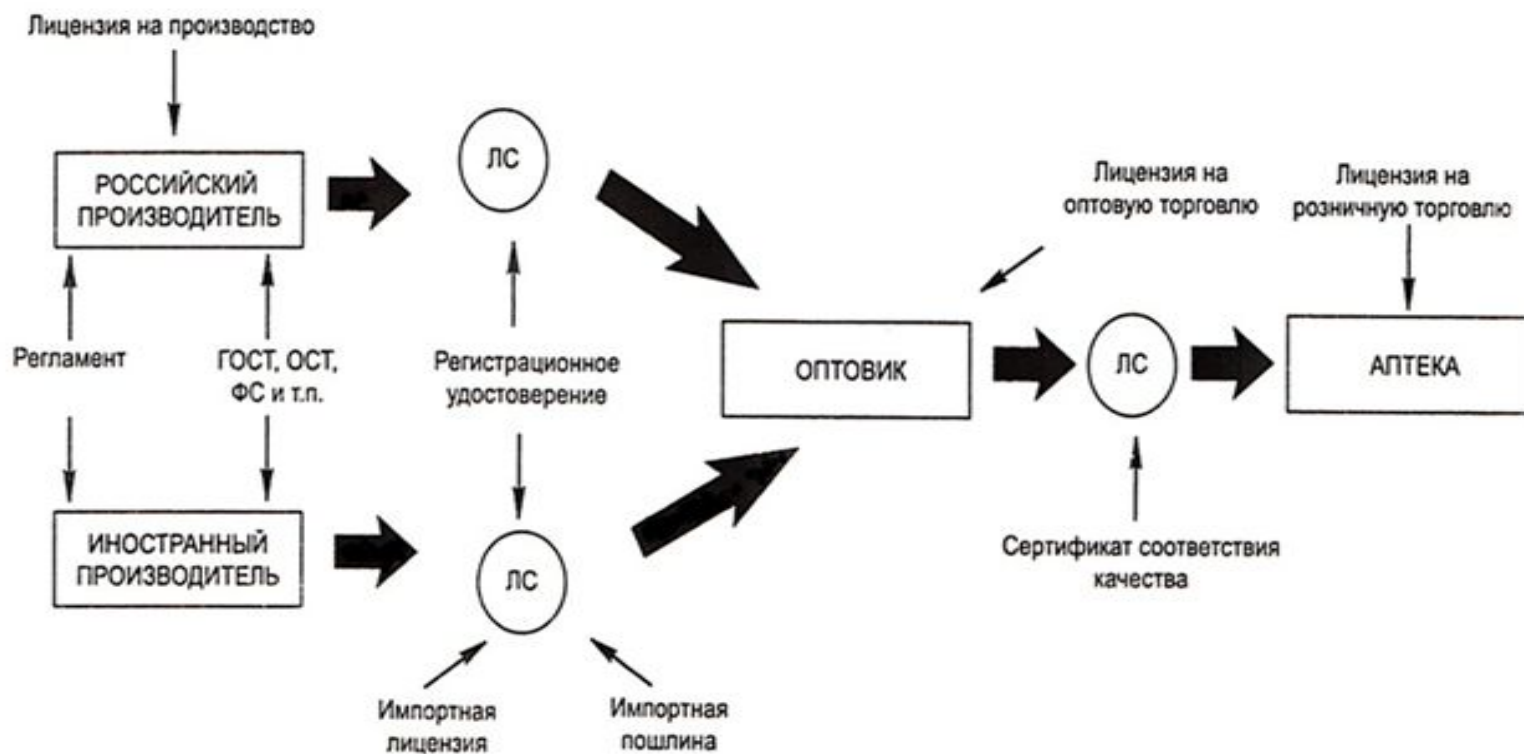 Лицензия на производство
РОССИЙСКИЙ
ПРОИЗВОДИТЕЛЬ
ЛС
Лицензия на
оптовую торговлю
Лицензия на
розничную торговлю
Регламент
ГОСТ, ОСТ,
ФС и т.п.
Регистрационное
удостоверение
ОПТОВИК
ЛС
АПТЕКА
ИНОСТРАННЫЙ
ПРОИЗВОДИТЕЛЬ
ЛС
Сертификат соответствия
качества
Импортная
лицензия
Импортная
пошлина